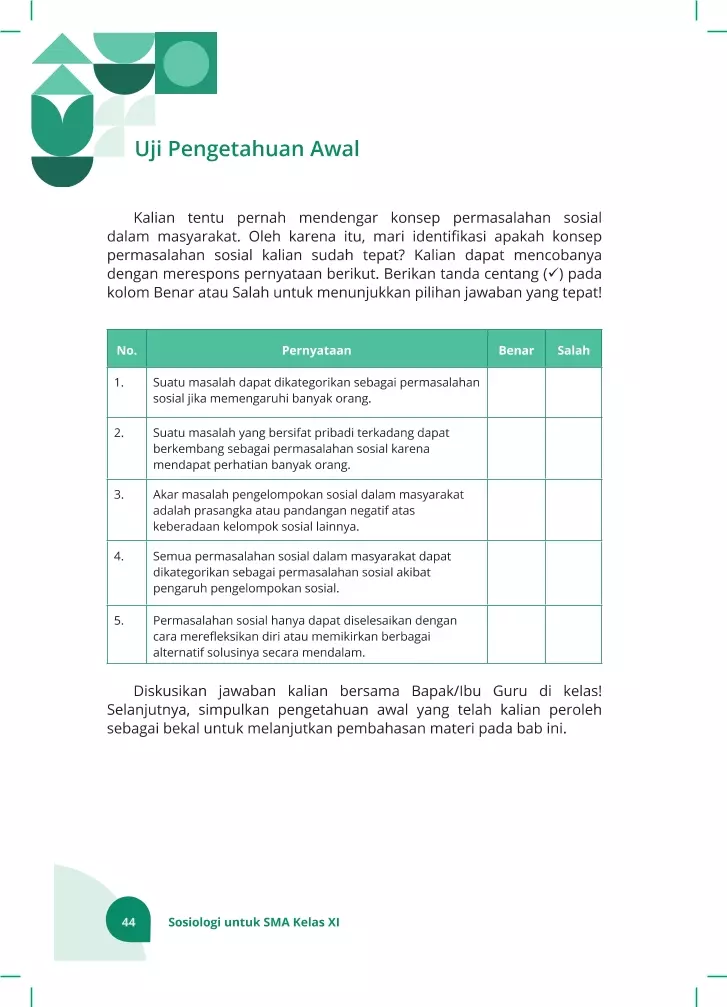 Uji Pengetahuan Awal
Kalian tentu pernah mendengar konsep permasalahan sosial
dalam masyarakat. Oleh karena itu, mari identifikasi apakah konsep
permasalahan sosial kalian sudah tepat? Kalian dapat mencobanya
dengan merespons pernyataan berikut. Berikan tanda centang (✓) pada
kolom Benar atau Salah untuk menunjukkan pilihan jawaban yang tepat!
No. Pernyataan Benar Salah
1. Suatu masalah dapat dikategorikan sebagai permasalahan
sosial jika memengaruhi banyak orang.
2. Suatu masalah yang bersifat pribadi terkadang dapat
berkembang sebagai permasalahan sosial karena
mendapat perhatian banyak orang.
3. Akar masalah pengelompokan sosial dalam masyarakat
adalah prasangka atau pandangan negatif atas
keberadaan kelompok sosial lainnya.
4. Semua permasalahan sosial dalam masyarakat dapat
dikategorikan sebagai permasalahan sosial akibat
pengaruh pengelompokan sosial.
5. Permasalahan sosial hanya dapat diselesaikan dengan
cara merefleksikan diri atau memikirkan berbagai
alternatif solusinya secara mendalam.
Diskusikan jawaban kalian bersama Bapak/Ibu Guru di kelas!
Selanjutnya, simpulkan pengetahuan awal yang telah kalian peroleh
sebagai bekal untuk melanjutkan pembahasan materi pada bab ini.
44 Sosiologi untuk SMA Kelas XI